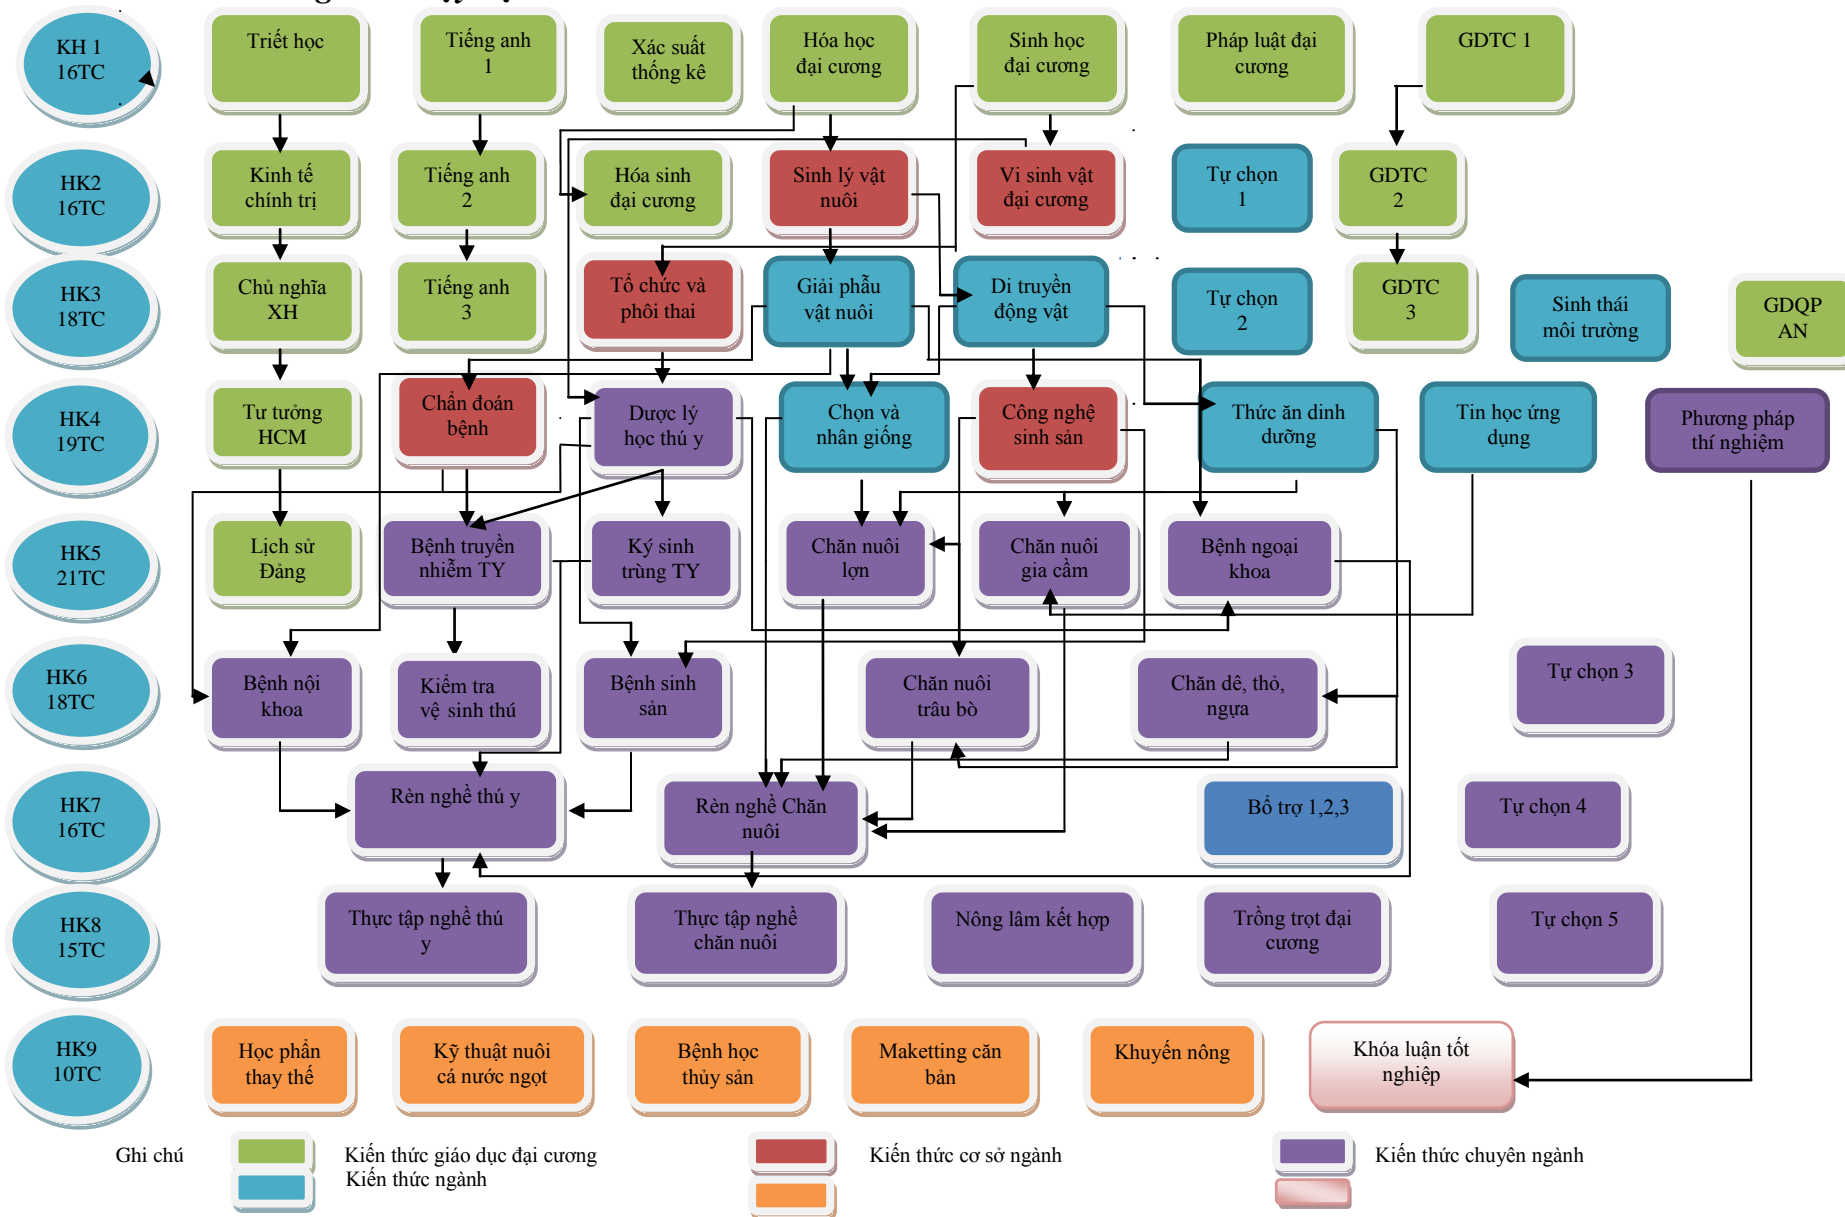 KH 1
16TC
Triết học
Tiếng anh
1
Xác suất
thống kê
Hóa học
đại cương
Sinh học
đại cương
Pháp luật đại
cương
GDTC 1
HK2
16TC
Kinh tế
chính trị
Tiếng anh
2
Hóa sinh
đại cương
Sinh lý vật
nuôi
Vi sinh vật
đại cương
Tự chọn
1
GDTC
2
HK3
18TC
Chủ nghĩa
XH
Tiếng anh
3
Tổ chức và
phôi thai
Giải phẫu
vật nuôi
Di truyền
động vật
Tự chọn
2
GDTC
3
Sinh thái
môi trường
GDQP
AN
HK4
19TC
Tư tưởng
HCM
Chẩn đoán
bệnh
Dược lý
học thú y
Chọn và
nhân giống
Công nghệ
sinh sản
Thức ăn dinh
dưỡng
Tin học ứng
dụng
Phương pháp
thí nghiệm
HK5
21TC
Lịch sử
Đảng
Bệnh truyền
nhiễm TY
Ký sinh
trùng TY
Chăn nuôi
lợn
Chăn nuôi
gia cầm
Bệnh ngoại
khoa
HK6
18TC
Bệnh nội
khoa
Kiểm tra
vệ sinh thú
Bệnh sinh
sản
Chăn nuôi
trâu bò
Chăn dê, thỏ,
ngựa
Tự chọn 3
HK7
16TC
Rèn nghề thú y
Rèn nghề Chăn
nuôi
Bổ trợ 1,2,3
Tự chọn 4
HK8
15TC
Thực tập nghề thú
y
Thực tập nghề
chăn nuôi
Nông lâm kết hợp
Trồng trọt đại
cương
Tự chọn 5
HK9
10TC
Học phần
thay thế
Kỹ thuật nuôi
cá nước ngọt
Bệnh học
thủy sản
Maketting căn
bản
Khuyến nông
Khóa luận tốt
nghiệp
Ghi chú
Kiến thức giáo dục đại cương
Kiến thức cơ sở ngành
Kiến thức chuyên ngành
Kiến thức ngành